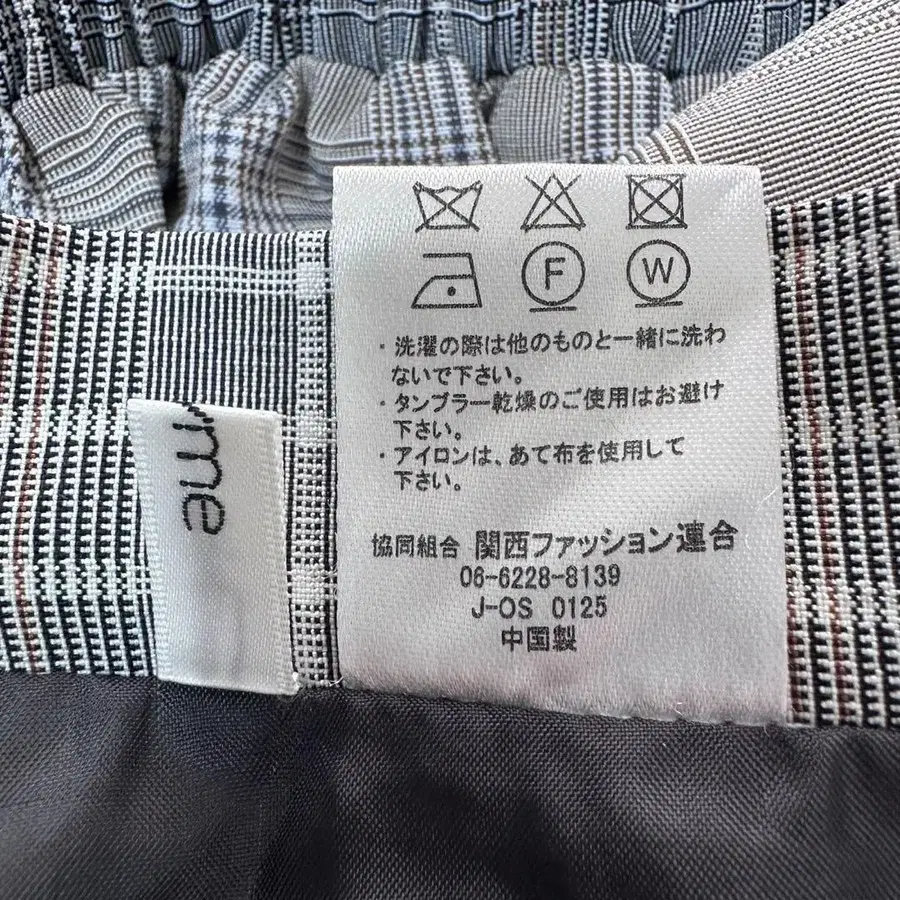 F
W
・洗濯の際は他のものと一緒に洗わ
ないで下さい。
・タンブラー乾燥のご使用はお避け
下さい。
・アイロンは、あて布を使用して
下さい。
協同組合 関西ファッション連合
06-6228-8139
J-OS 0125
中国製
me